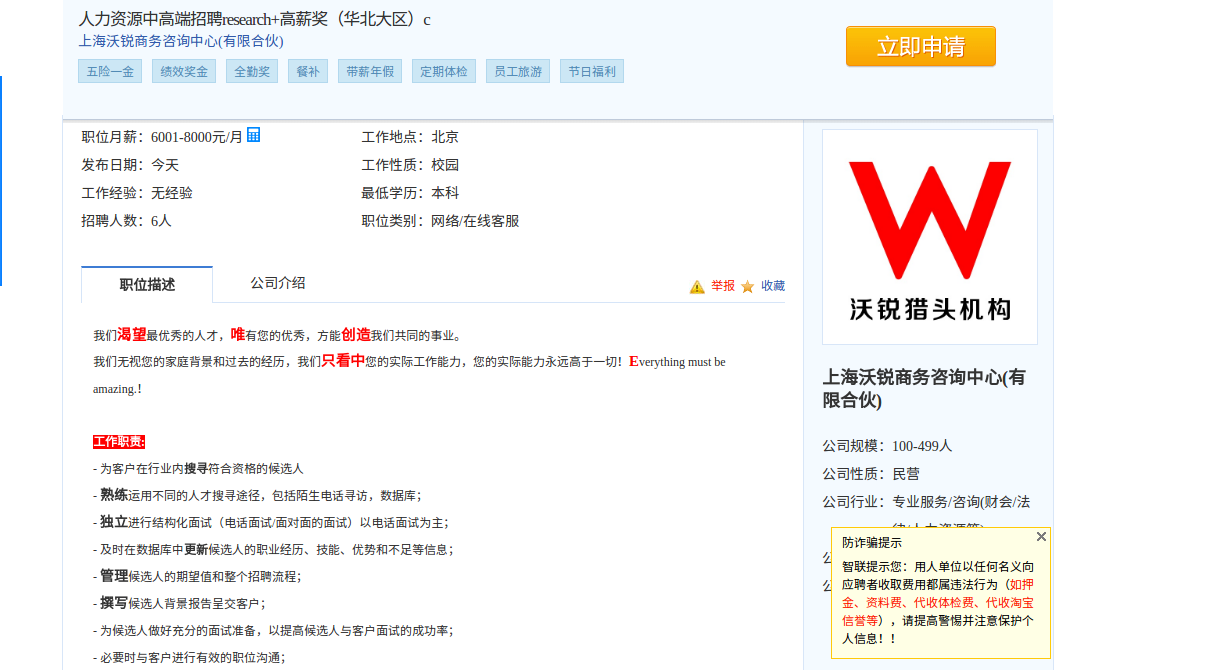 人力资源中高端招聘research+高薪奖（华北大区）c
上海沃锐商务咨询中心(有限合伙)
立即申请
五险一金 绩效奖金 全勤奖 餐补 带薪年假 定期体检 员工旅游 节日福利
职位月薪：6001-8000元/月 工作地点：北京
发布日期：今天 工作性质：校园
工作经验：无经验 最低学历：本科
招聘人数：6人 职位类别：网络/在线客服
职位描述 公司介绍 举报 收藏
我们渴望最优秀的人才，唯有您的优秀，方能创造我们共同的事业。
我们无视您的家庭背景和过去的经历，我们只看中您的实际工作能力，您的实际能力永远高于一切！Everything must be
amazing.！
工作职责:
- 为客户在行业内搜寻符合资格的候选人
- 熟练运用不同的人才搜寻途径，包括陌生电话寻访，数据库；
- 独立进行结构化面试（电话面试/面对面的面试）以电话面试为主；
- 及时在数据库中更新候选人的职业经历、技能、优势和不足等信息；
- 管理候选人的期望值和整个招聘流程；
- 撰写候选人背景报告呈交客户；
- 为候选人做好充分的面试准备，以提高候选人与客户面试的成功率；
- 必要时与客户进行有效的职位沟通；
沃锐猎头机构
上海沃锐商务咨询中心(有
限合伙)
公司规模：100-499人
公司性质：民营
公司行业：专业服务/咨询(财会/法
防诈骗提示
智联提示您：用人单位以任何名义向
应聘者收取费用都属违法行为（如押
金、资料费、代收体检费、代收淘宝
信誉等），请提高警惕并注意保护个
人信息！！